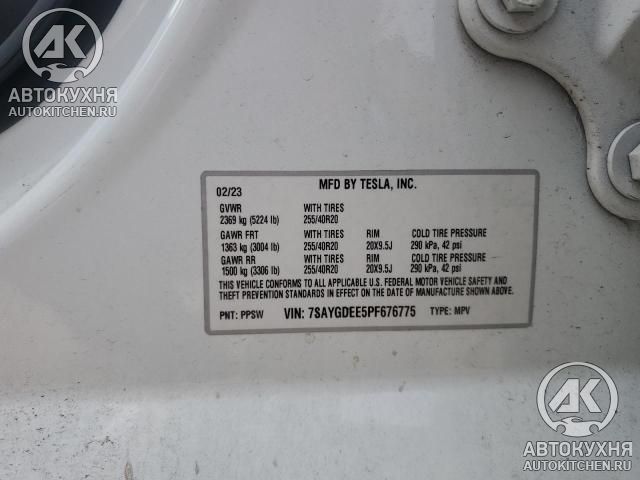 АК
АВТОКУХНЯ
AUTOKITCHEN.RU
02/23 MFD BY TESLA, INC.
GVWR WITH TIRES
2369 kg (5224 lb) 255/40R20
GAWR FRT WITH TIRES RIM COLD TIRE PRESSURE
1363 kg (3004 lb) 255/40R20 20X9.5J 290 kPa, 42 psi
GAWR RR WITH TIRES RIM COLD TIRE PRESSURE
1500 kg (3306 lb) 255/40R20 20X9.5J 290 kPa, 42 psi
THIS VEHICLE CONFORMS TO ALL APPLICABLE U.S. FEDERAL MOTOR VEHICLE SAFETY AND
THEFT PREVENTION STANDARDS IN EFFECT ON THE DATE OF MANUFACTURE SHOWN ABOVE.
PNT: PPSW VIN: 7SAYGDEE5PF676775 TYPE: MPV
АК
АВТОКУХНЯ
AUTOKITCHEN.RU